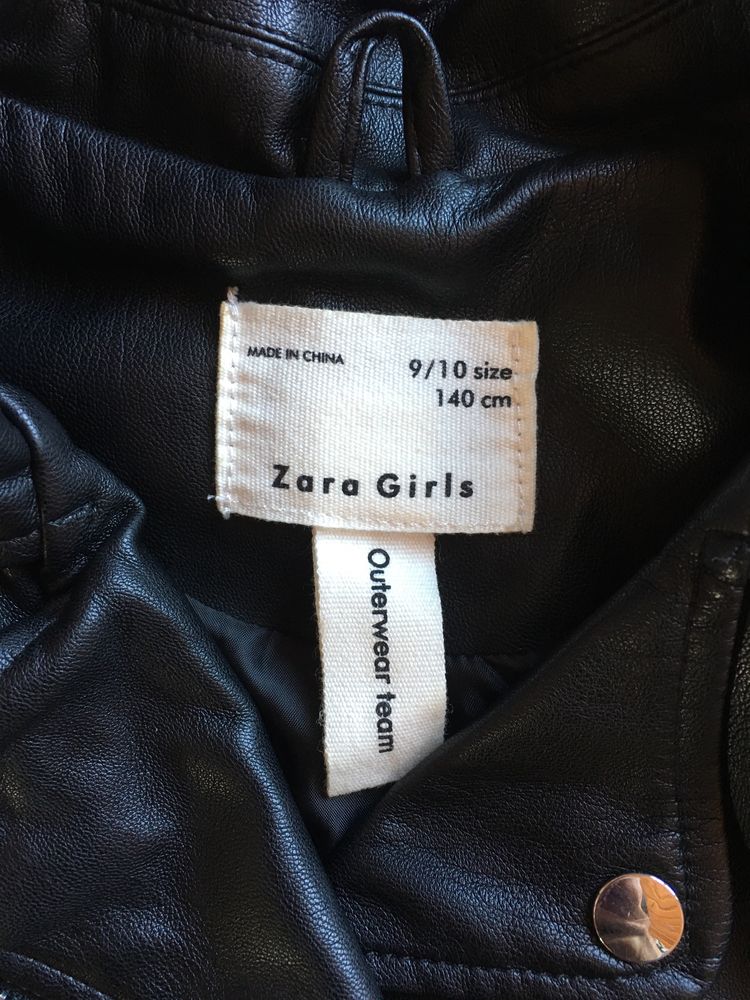 MADE IN CHINA
9/10 size
140 cm
Zara Girls
Outerwear team